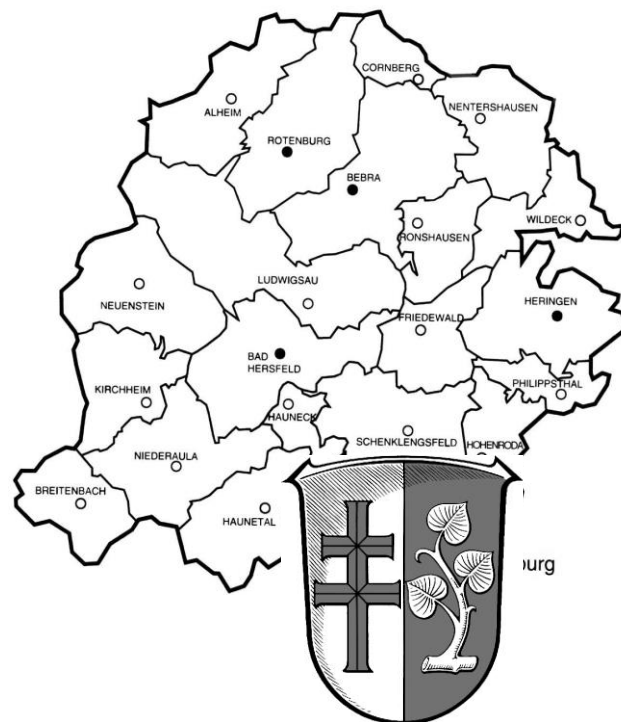 CORNBERG
ALHEIM
NENTERSHAUSEN
ROTENBURG
BEBRA
RONSHAUSEN
WILDECK
LUDWIGSAU
NEUENSTEIN
HERINGEN
FRIEDEWALD
BAD
HERSFELD
PHILIPPSTHAL
KIRCHHEIM
HAUNECK
SCHENKLENGSFELD
HOHENRODA
NIEDERAULA
BREITENBACH
HAUNETAL
burg